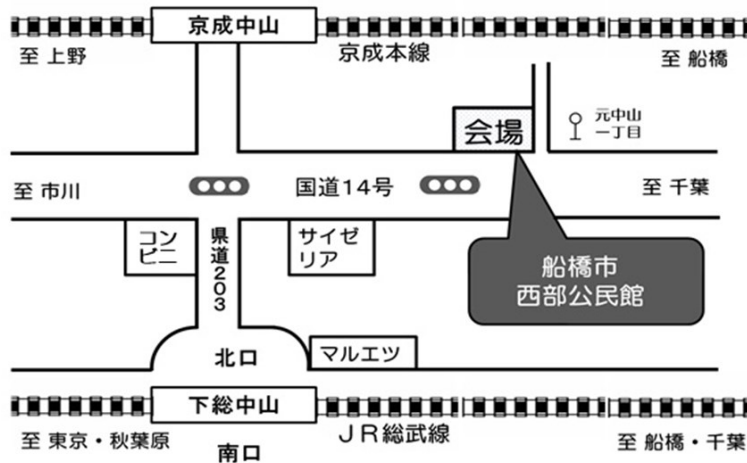 京成中山
至 上野
京成本線
至 船橋
会場
元中山
一丁目
至 市川
国道14号
至 千葉
コン
ビニ
県道203
サイゼ
リア
船橋市
西部公民館
北口
マルエツ
下総中山
至 東京・秋葉原
南口
JR総武線
至 船橋・千葉